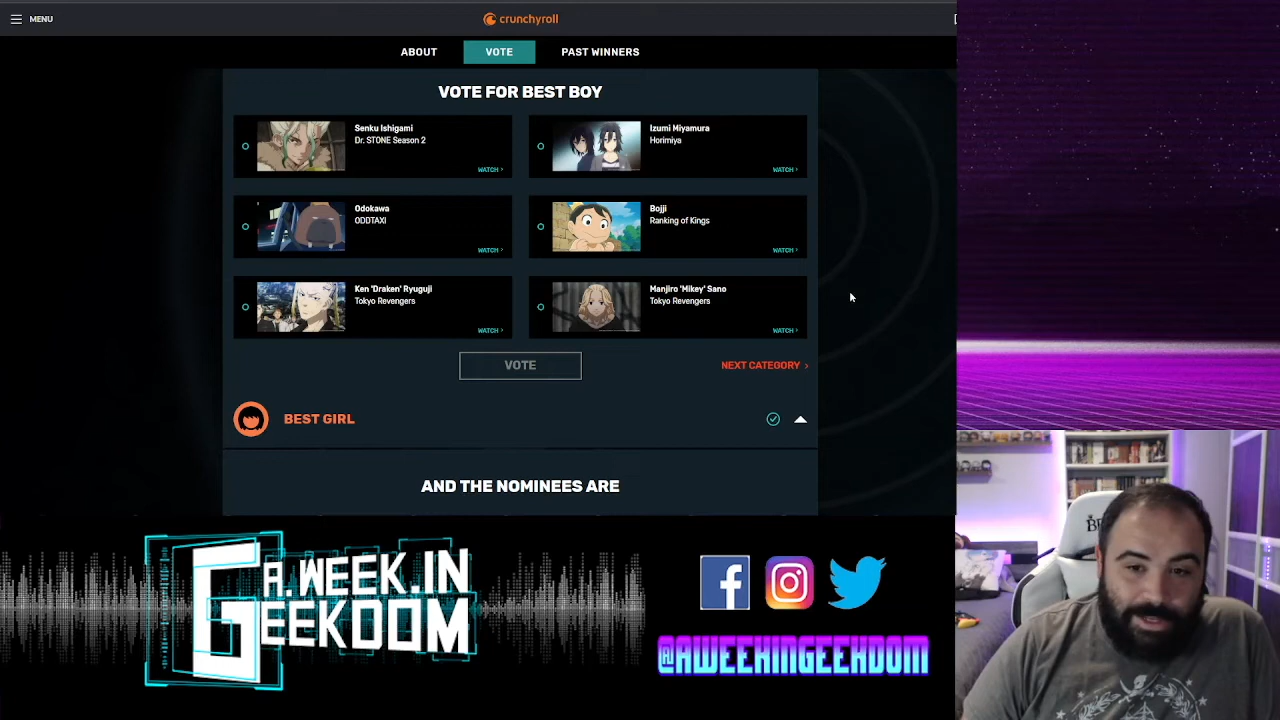 MENU
crunchyroll
ABOUT
VOTE
PAST WINNERS
VOTE FOR BEST BOY
Senku Ishigami
Dr. STONE Season 2
WATCH >
Izumi Miyamura
Horimiya
WATCH >
Odokawa
ODDTAXI
WATCH >
Bojji
Ranking of Kings
WATCH >
Ken 'Draken' Ryuguji
Tokyo Revengers
WATCH >
Manjiro 'Mikey' Sano
Tokyo Revengers
WATCH >
VOTE
NEXT CATEGORY >
BEST GIRL
AND THE NOMINEES ARE
A.WEEK.IN
GEEKDOM
@AWEEKINGEEKDOM